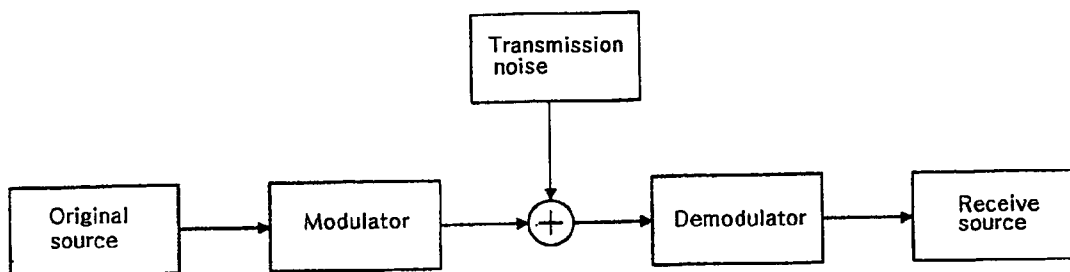 Transmission
noise
Original
source
Modulator
Demodulator
Receive
source